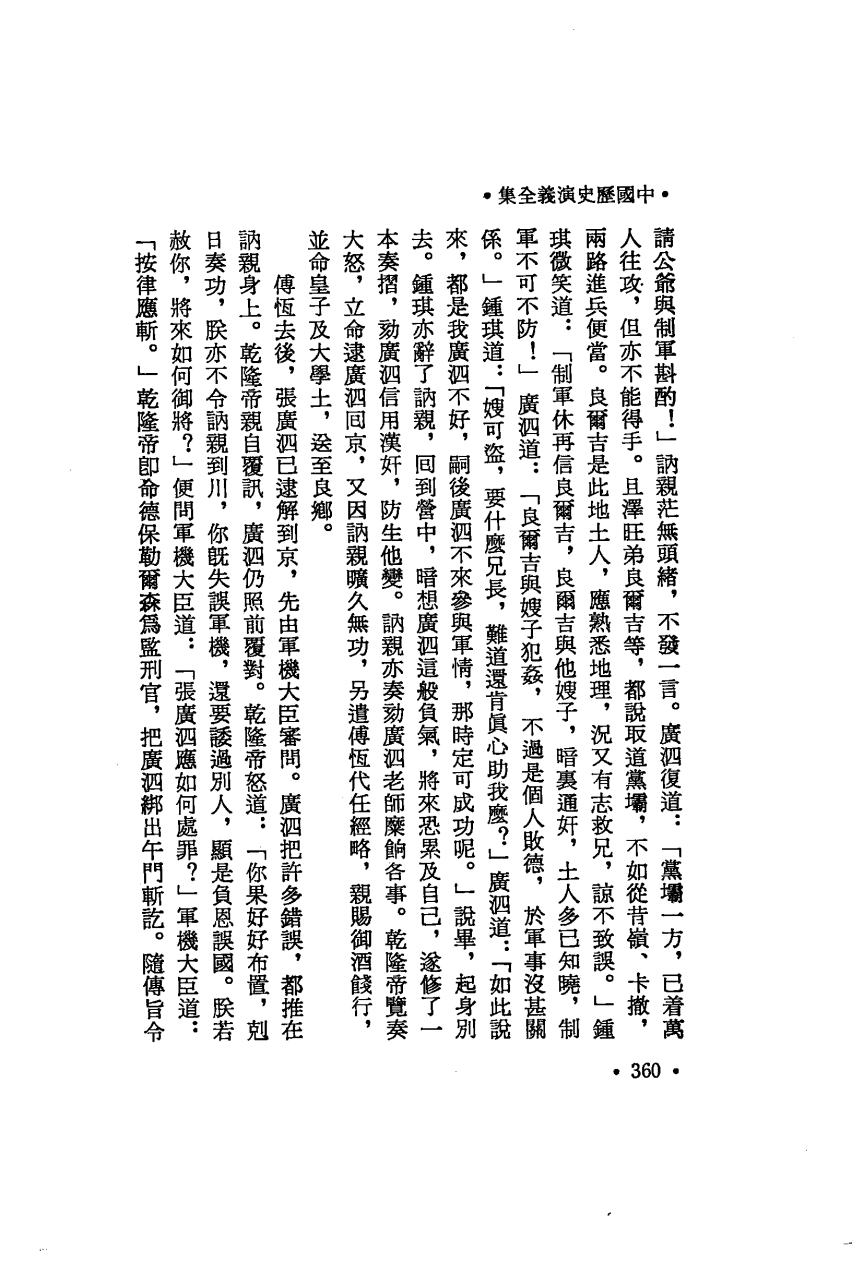 •中國歷史演義全集•
請公爺與制軍斟酌！」訥親茫無頭緒，不發一言。廣泗復道：「黨壩一方，已着萬
人往攻，但亦不能得手。且澤旺弟良爾吉等，都說取道黨壩，不如從昔嶺、卡撤，
兩路進兵便當。良爾吉是此地土人，應熟悉地理，況又有志救兄，諒不致誤。」鍾
琪微笑道：「制軍休再信良爾吉，良爾吉與他嫂子，暗裏通奸，土人多已知曉，制
軍不可不防！」廣泗道：「良爾吉與嫂子犯姦，不過是個人敗德，於軍事沒甚關
係。」鍾琪道：「嫂可盜，要什麼兄長，難道還肯眞心助我麼？」廣泗道：「如此說
來，都是我廣泗不好，嗣後廣泗不來參與軍情，那時定可成功呢。」說畢，起身別
去。鍾琪亦辭了訥親，回到營中，暗想廣泗這般負氣，將來恐累及自己，遂修了一
本奏摺，劾廣泗信用漢奸，防生他變。訥親亦奏劾廣泗老師糜餉各事。乾隆帝覽奏
大怒，立命逮廣泗回京，又因訥親曠久無功，另遣傅恆代任經略，親賜御酒餞行，
並命皇子及大學士，送至良鄉。
傅恆去後，張廣泗已逮解到京，先由軍機大臣審問。廣泗把許多錯誤，都推在
訥親身上。乾隆帝親自覆訊，廣泗仍照前覆對。乾隆帝怒道：「你果好好布置，剋
日奏功，朕亦不令訥親到川，你旣失誤軍機，還要諉過別人，顯是負恩誤國。朕若
赦你，將來如何御將？」便問軍機大臣道：「張廣泗應如何處罪？」軍機大臣道：
「按律應斬。」乾隆帝卽命德保勒爾森爲監刑官，把廣泗綁出午門斬訖。隨傳旨令
•360•